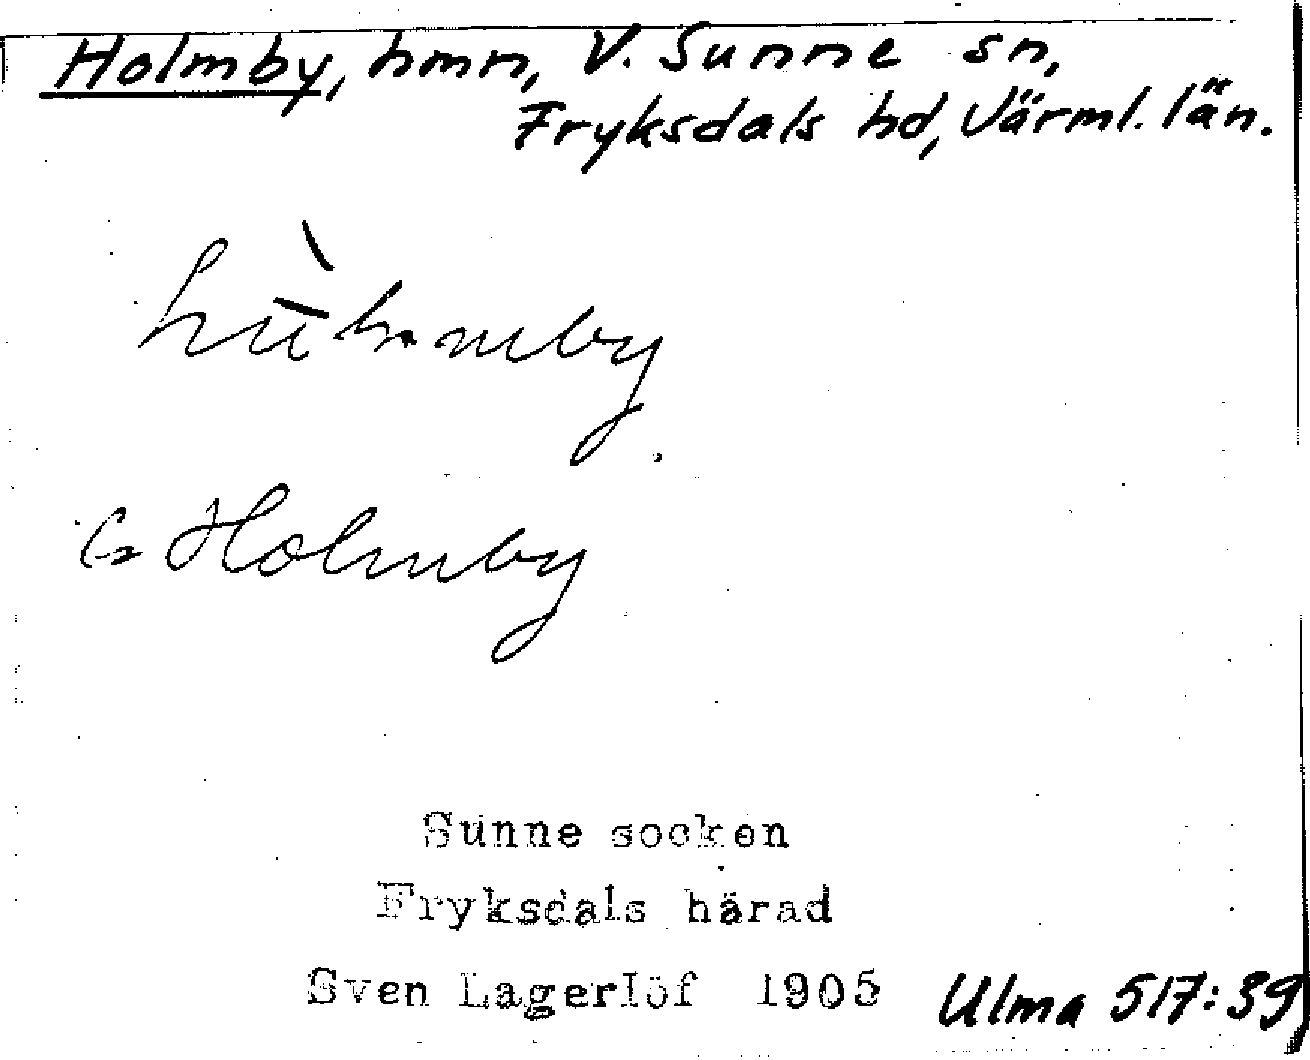 Holmby, hmn, V. Sunne sn,
Fryksdals hd, Värml. län.
Holmby
Sunne socken
Fryksdals härad
Sven Lagerlöf 1905
Ulma 517:39